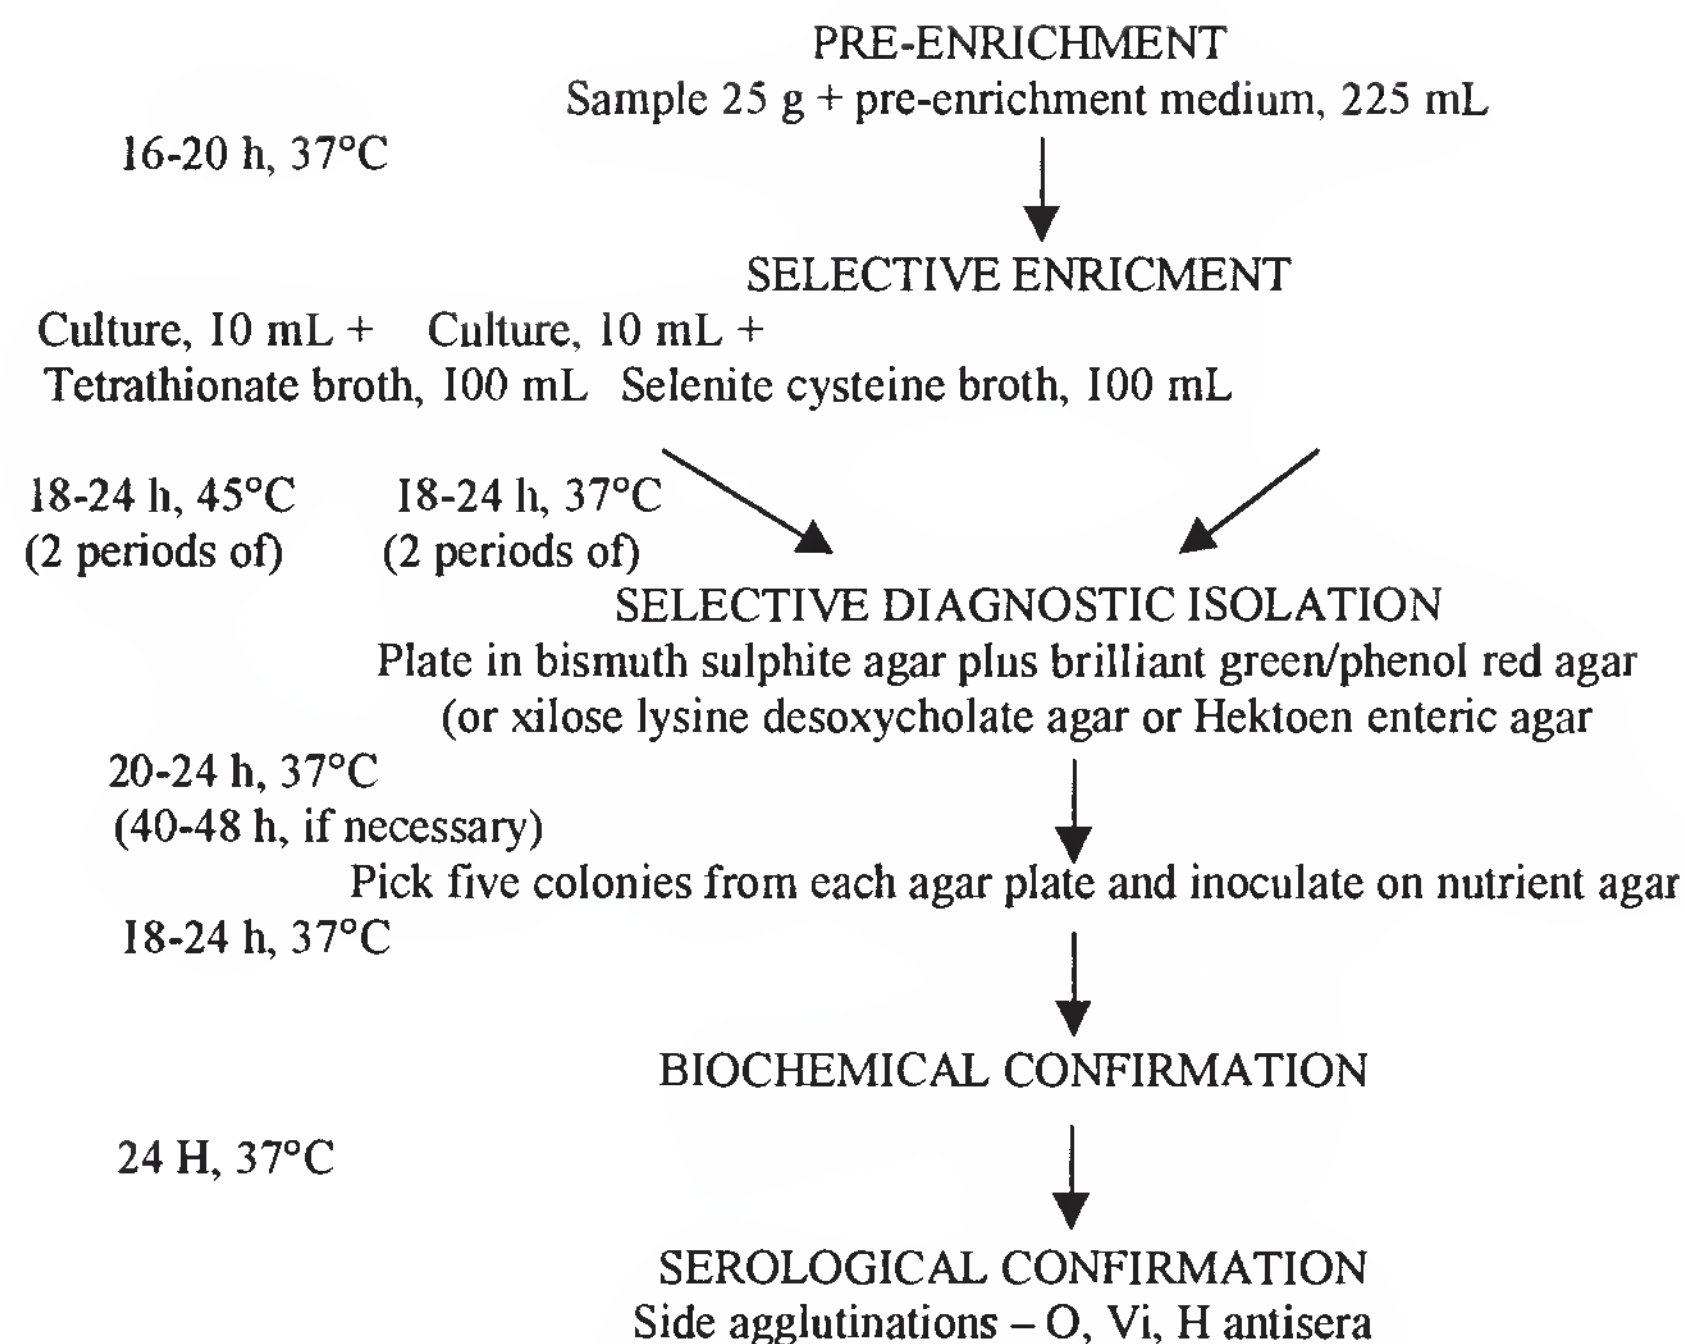 PRE-ENRICHMENT
Sample 25 g + pre-enrichment medium, 225 mL
16-20 h, 37°C
SELECTIVE ENRICMENT
Culture, 10 mL + Culture, 10 mL +
Tetrathionate broth, 100 mL Selenite cysteine broth, 100 mL
18-24 h, 45°C 18-24 h, 37°C
(2 periods of) (2 periods of)
SELECTIVE DIAGNOSTIC ISOLATION
Plate in bismuth sulphite agar plus brilliant green/phenol red agar
(or xilose lysine desoxycholate agar or Hektoen enteric agar
20-24 h, 37°C
(40-48 h, if necessary)
Pick five colonies from each agar plate and inoculate on nutrient agar
18-24 h, 37°C
BIOCHEMICAL CONFIRMATION
24 H, 37°C
SEROLOGICAL CONFIRMATION
Side agglutinations – O, Vi, H antisera